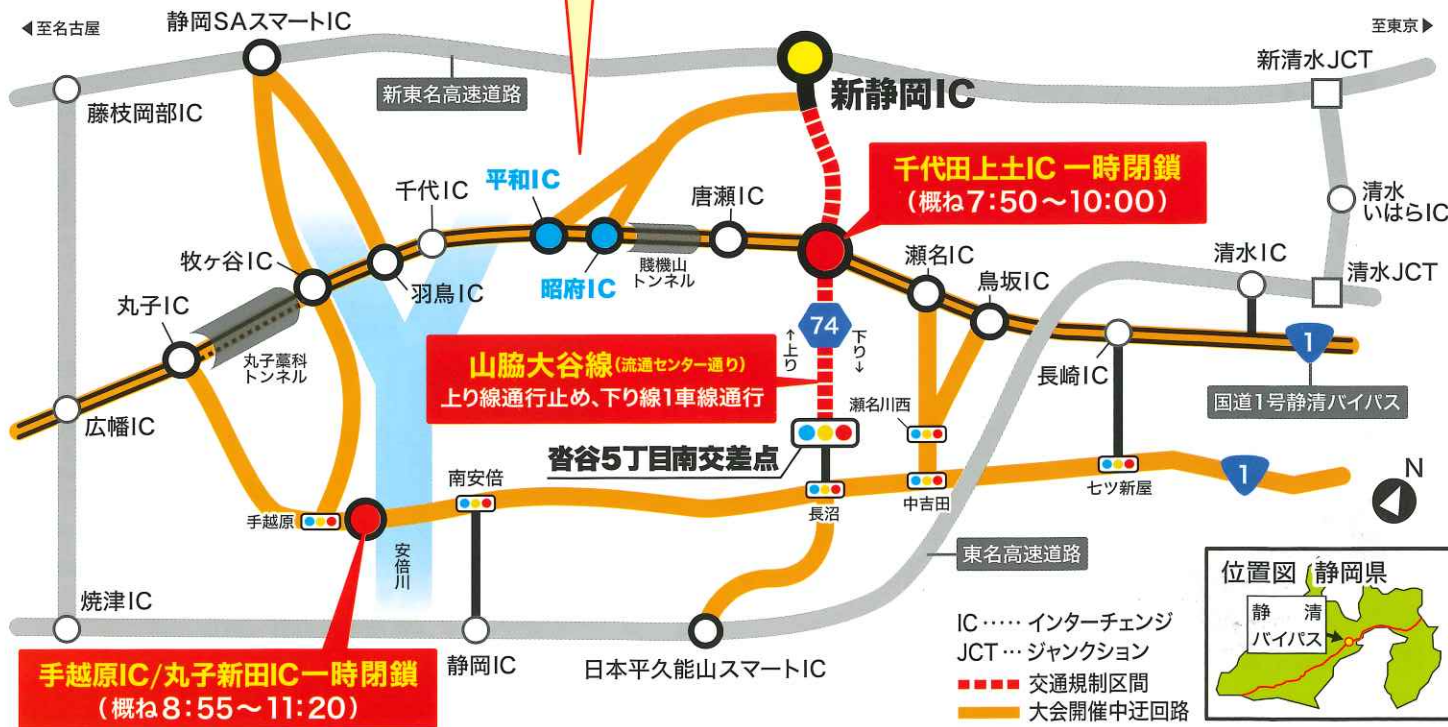 ◀至名古屋
静岡SAスマートIC
至東京▶
新東名高速道路
新静岡IC
新清水JCT
藤枝岡部IC
千代田上土IC 一時閉鎖
(概ね7:50～10:00)
千代IC
平和IC
唐瀬IC
清水
いはらIC
牧ヶ谷IC
羽鳥IC
昭府IC
賤機山
トンネル
瀬名IC
清水IC
丸子IC
鳥坂IC
清水JCT
丸子藁科
トンネル
74
↑上り
下り↓
山脇大谷線(流通センター通り)
上り線通行止め、下り線1車線通行
1
長崎IC
国道1号静清バイパス
広幡IC
瀬名川西
沓谷5丁目南交差点
南安倍
手越原
長沼
中吉田
七ツ新屋
1
N
安倍川
東名高速道路
焼津IC
静岡IC
日本平久能山スマートIC
手越原IC/丸子新田IC一時閉鎖
(概ね8:55～11:20)
IC‥‥‥インターチェンジ
JCT…ジャンクション
交通規制区間
大会開催中迂回路
位置図 静岡県
静 清
バイパス